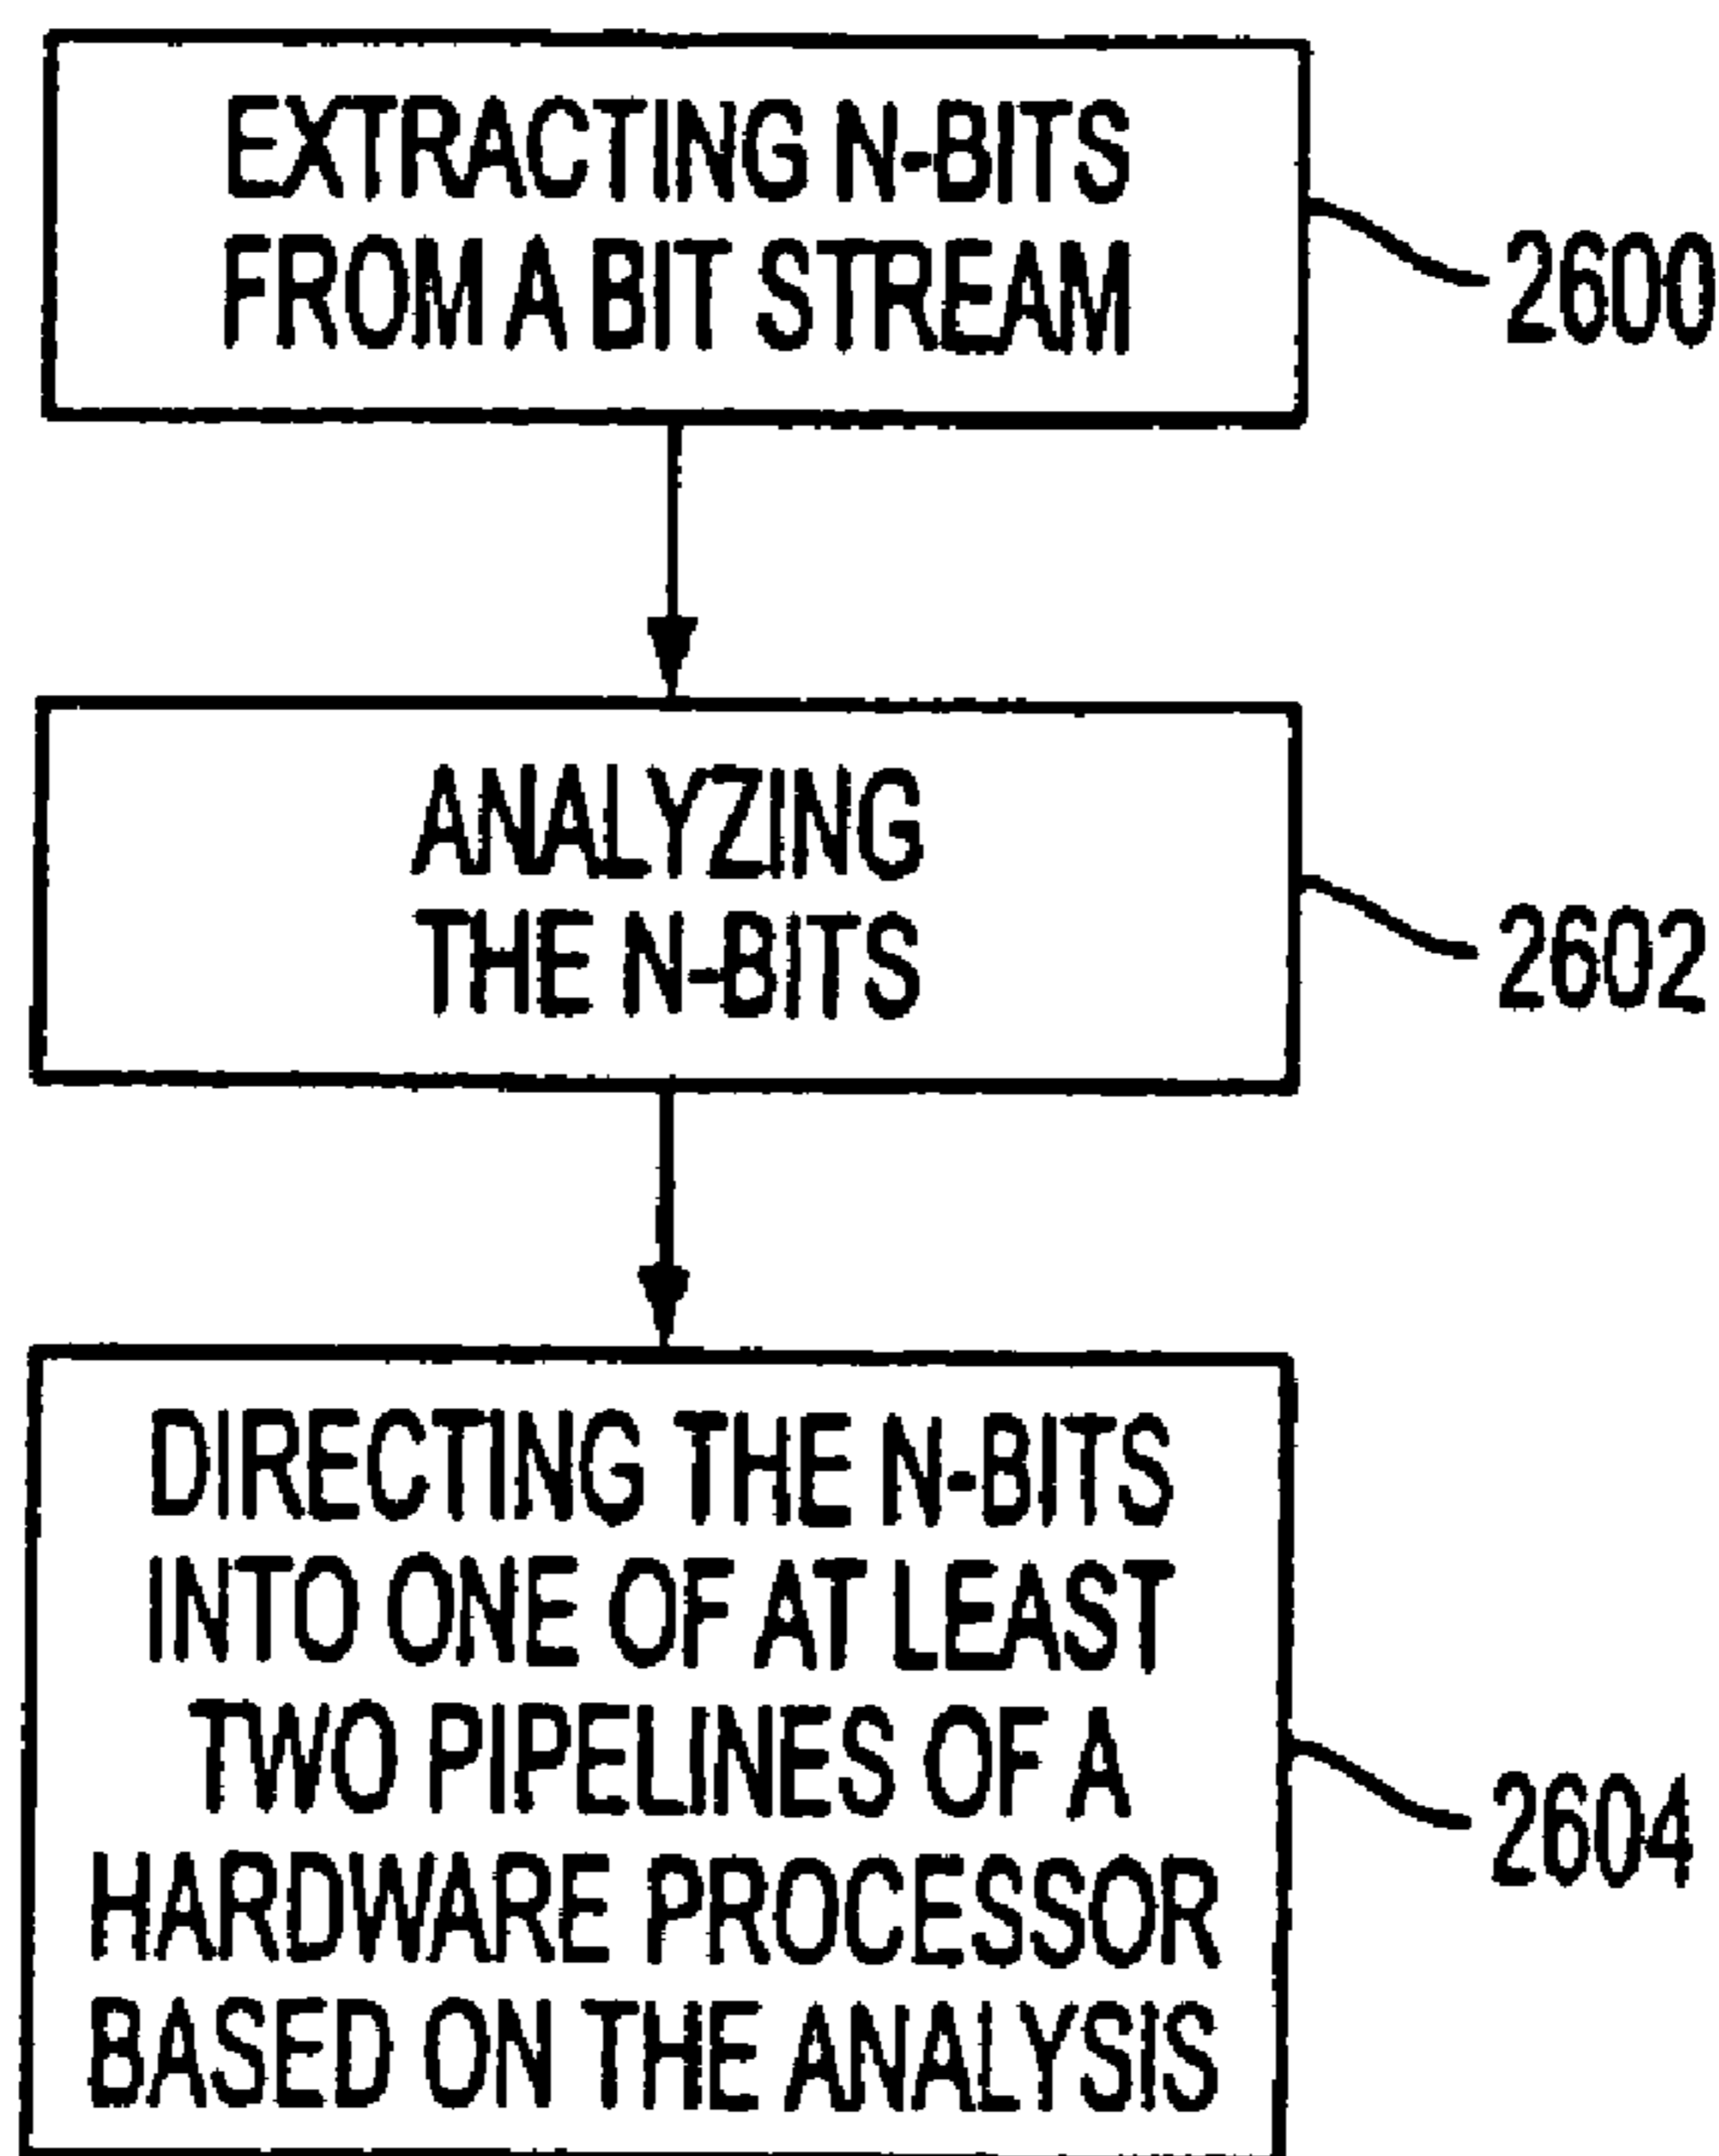 EXTRACTING N-BITS
FROM A BIT STREAM
2600
ANALYZING
THE N-BITS
2602
DIRECTING THE N-BITS
INTO ONE OF AT LEAST
TWO PIPELINES OF A
HARDWARE PROCESSOR
BASED ON THE ANALYSIS
2604